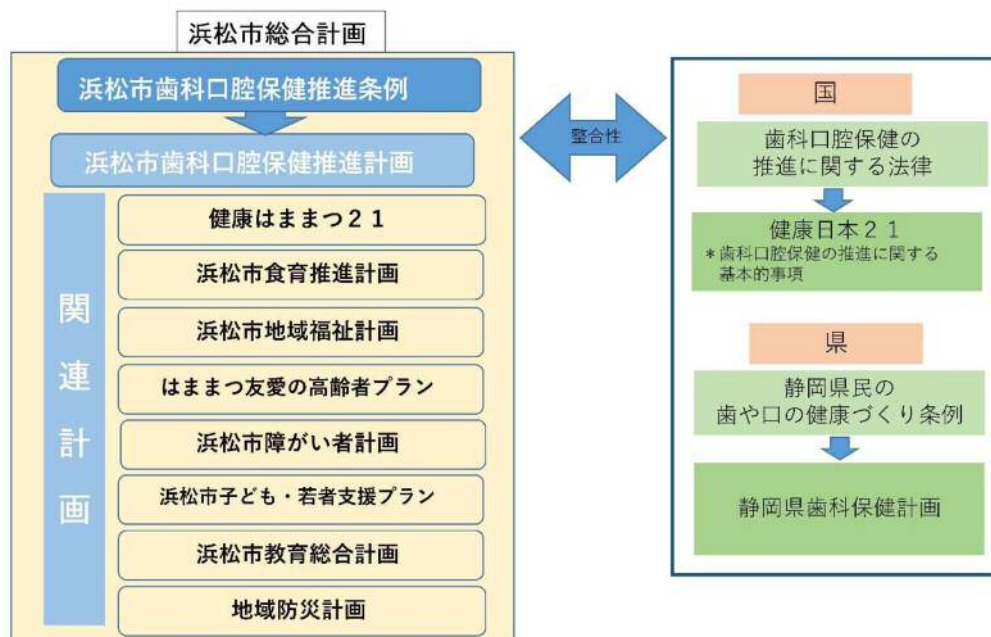 浜松市総合計画
浜松市歯科口腔保健推進条例
浜松市歯科口腔保健推進計画
関連計画
健康はままつ２１
浜松市食育推進計画
浜松市地域福祉計画
はままつ友愛の高齢者プラン
浜松市障がい者計画
浜松市子ども・若者支援プラン
浜松市教育総合計画
地域防災計画
整合性
国
歯科口腔保健の
推進に関する法律
健康日本２１
＊歯科口腔保健の推進に関する
基本的事項
県
静岡県民の
歯や口の健康づくり条例
静岡県歯科保健計画